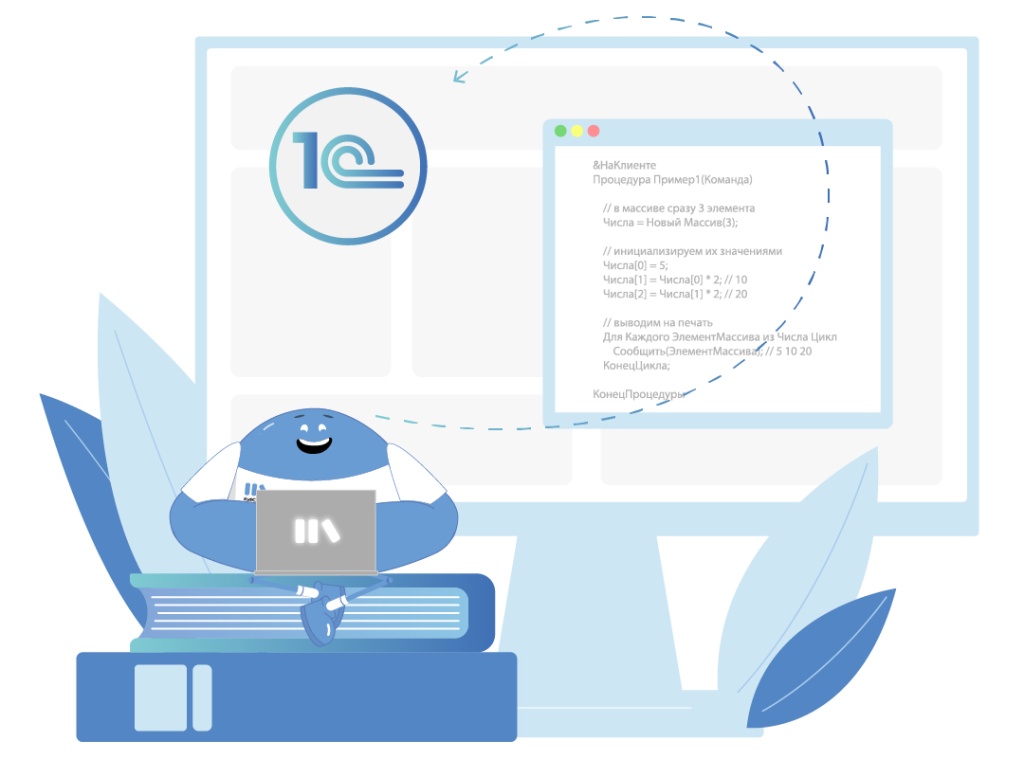 1С
&НаКлиенте
Процедура Пример1(Команда)
// в массиве сразу 3 элемента
Числа = Новый Массив(3);
// инициализируем их значениями
Числа[0] = 5;
Числа[1] = Числа[0] * 2; // 10
Числа[2] = Числа[1] * 2; // 20
// выводим на печать
Для Каждого ЭлементМассива из Числа Цикл
Сообщить(ЭлементМассива); // 5 10 20
КонецЦикла;
КонецПроцедуры